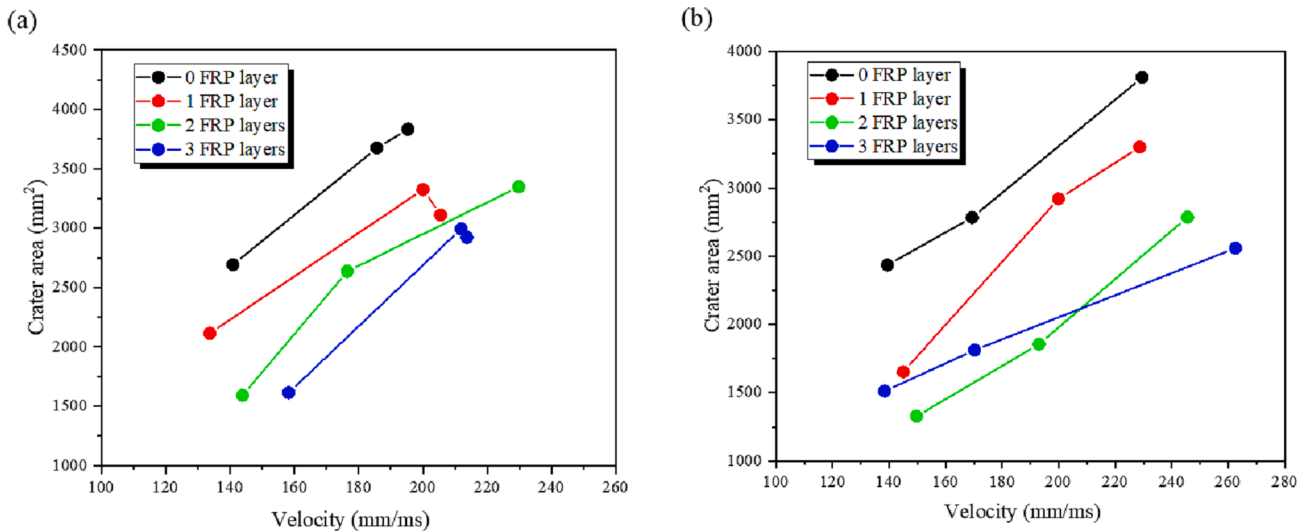 (a)
4500
4000
3500
3000
2500
2000
1500
1000
Crater area (mm²)
0 FRP layer
1 FRP layer
2 FRP layers
3 FRP layers
100 120 140 160 180 200 220 240 260
Velocity (mm/ms)
(b)
4000
3500
3000
2500
2000
1500
1000
Crater area (mm²)
0 FRP layer
1 FRP layer
2 FRP layers
3 FRP layers
100 120 140 160 180 200 220 240 260 280
Velocity (mm/ms)